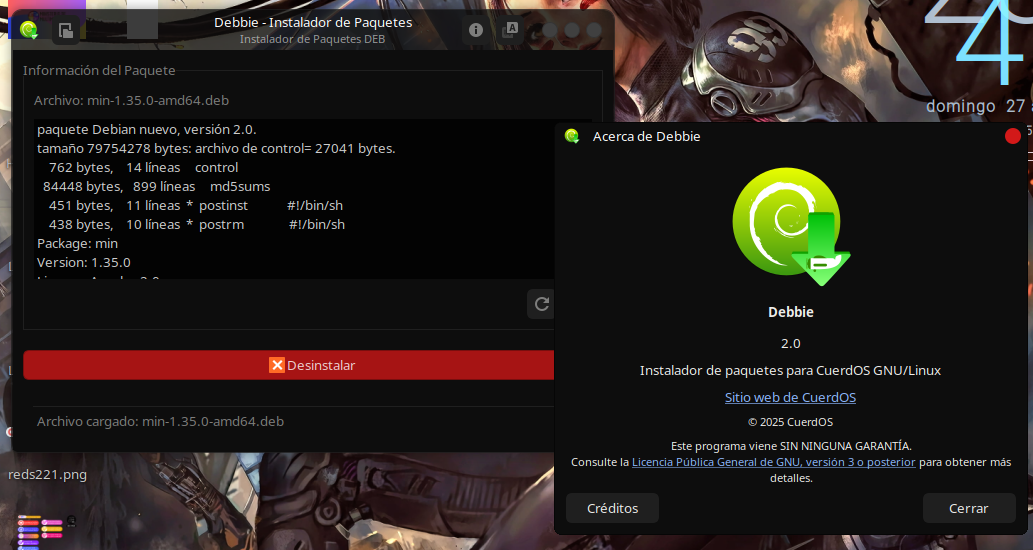 Debbie - Instalador de Paquetes
Instalador de Paquetes DEB
Información del Paquete
Archivo: min-1.35.0-amd64.deb
paquete Debian nuevo, versión 2.0.
tamaño 79754278 bytes: archivo de control= 27041 bytes.
762 bytes, 14 líneas control
84448 bytes, 899 líneas md5sums
451 bytes, 11 líneas * postinst #!/bin/sh
438 bytes, 10 líneas * postrm #!/bin/sh
Package: min
Version: 1.35.0
Desinstalar
Archivo cargado: min-1.35.0-amd64.deb
reds221.png
4
domingo 27
Acerca de Debbie
Debbie
2.0
Instalador de paquetes para CuerdOS GNU/Linux
Sitio web de CuerdOS
© 2025 CuerdOS
Este programa viene SIN NINGUNA GARANTÍA.
Consulte la Licencia Pública General de GNU, versión 3 o posterior para obtener más
detalles.
Créditos
Cerrar